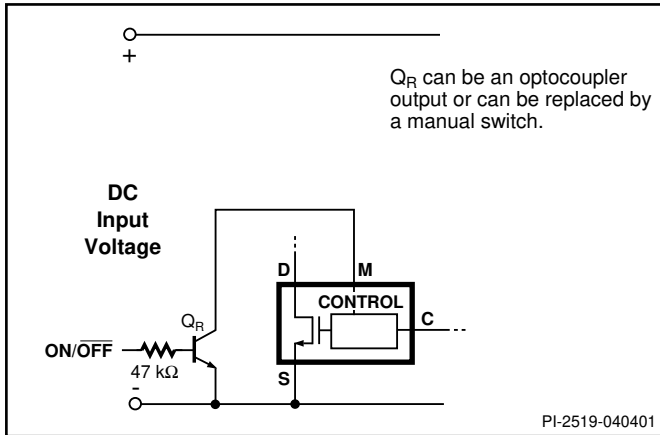 +
QR can be an optocoupler
output or can be replaced by
a manual switch.
DC
Input
Voltage
D
M
CONTROL
C
QR
ON/OFF
47 kΩ
S
-
PI-2519-040401